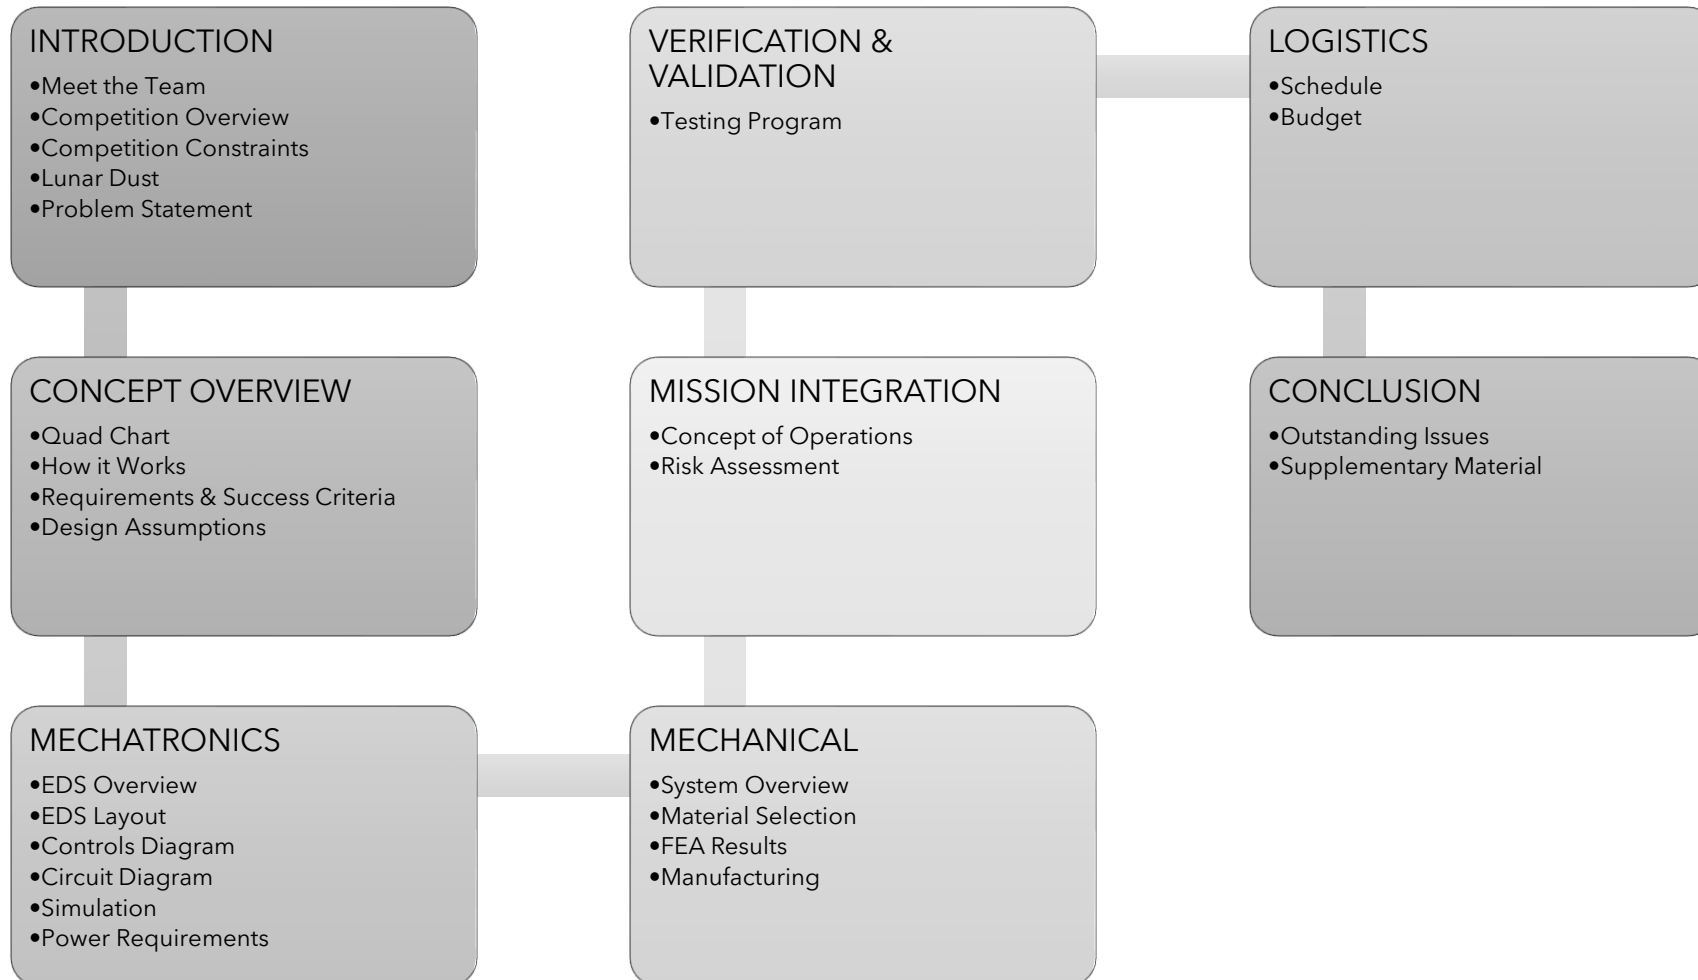 INTRODUCTION
•Meet the Team
•Competition Overview
•Competition Constraints
•Lunar Dust
•Problem Statement
CONCEPT OVERVIEW
•Quad Chart
•How it Works
•Requirements & Success Criteria
•Design Assumptions
MECHATRONICS
•EDS Overview
•EDS Layout
•Controls Diagram
•Circuit Diagram
•Simulation
•Power Requirements
MECHANICAL
•System Overview
•Material Selection
•FEA Results
•Manufacturing
MISSION INTEGRATION
•Concept of Operations
•Risk Assessment
VERIFICATION &
VALIDATION
•Testing Program
LOGISTICS
•Schedule
•Budget
CONCLUSION
•Outstanding Issues
•Supplementary Material